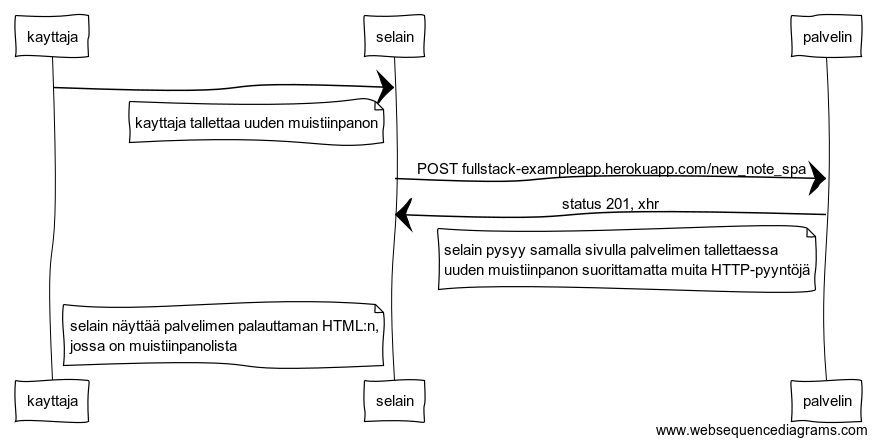 kayttaja
selain
palvelin
kayttaja tallettaa uuden muistiinpanon
POST fullstack-exampleapp.herokuapp.com/new_note_spa
status 201, xhr
selain pysyy samalla sivulla palvelimen tallettaessa
uuden muistiinpanon suorittamatta muita HTTP-pyyntöjä
selain näyttää palvelimen palauttaman HTML:n,
jossa on muistiinpanolista
kayttaja
selain
palvelin
www.websequencediagrams.com